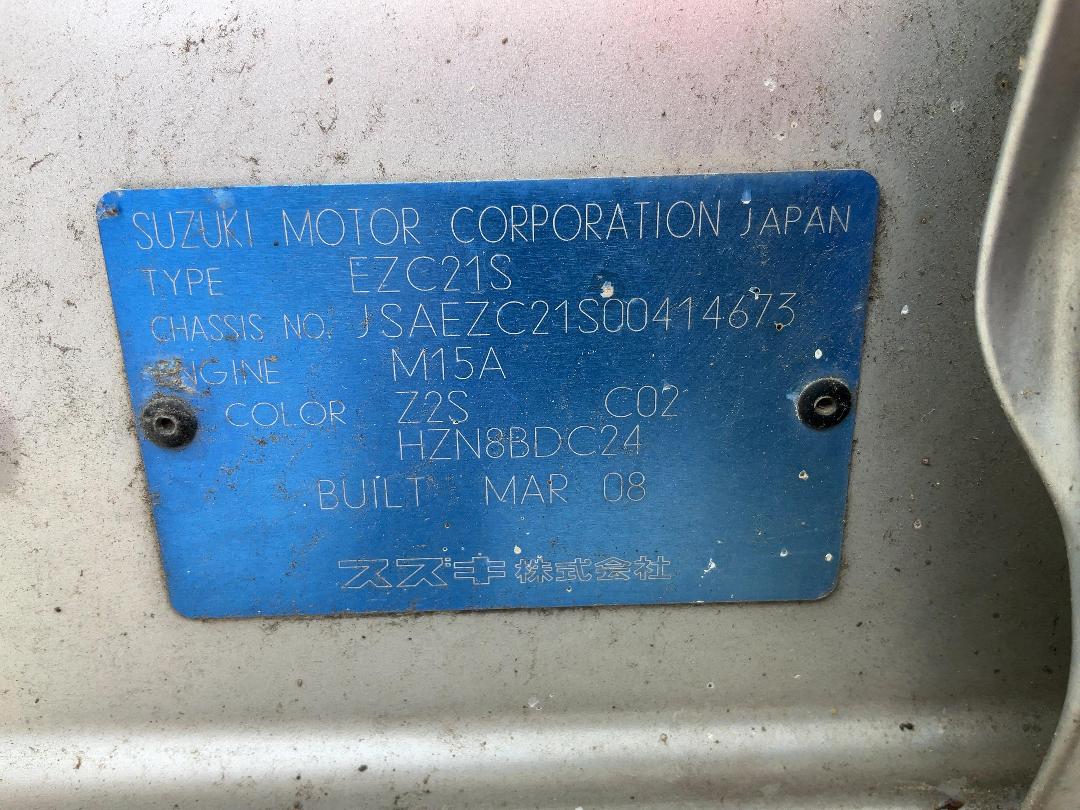 SUZUKI MOTOR CORPORATION JAPAN
TYPE EZC21S
CHASSIS NO. JSAEZC21S00414673
ENGINE M15A
COLOR Z2S C02
HZN8BDC24
BUILT MAR 08
スズキ株式会社